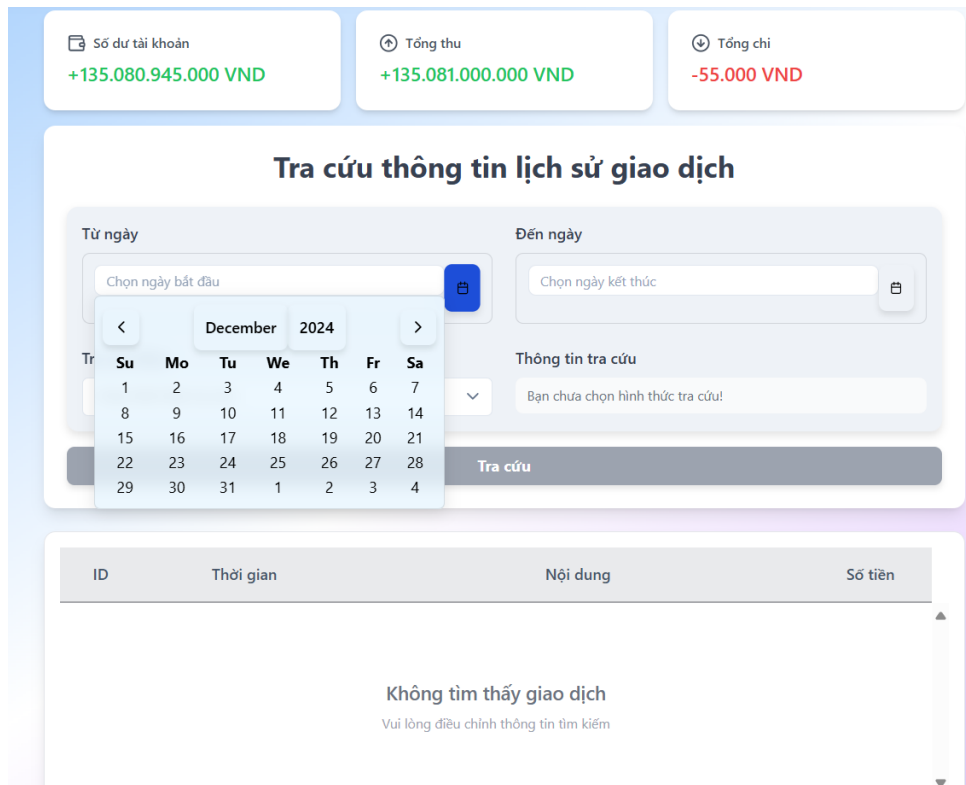 Số dư tài khoản
+135.080.945.000 VND
Tổng thu
+135.081.000.000 VND
Tổng chi
-55.000 VND
Tra cứu thông tin lịch sử giao dịch
Từ ngày
Đến ngày
Chọn ngày bắt đầu
Chọn ngày kết thúc
December 2024
Su Mo Tu We Th Fr Sa
1 2 3 4 5 6 7
8 9 10 11 12 13 14
15 16 17 18 19 20 21
22 23 24 25 26 27 28
29 30 31 1 2 3 4
Thông tin tra cứu
Bạn chưa chọn hình thức tra cứu!
Tra cứu
ID Thời gian Nội dung Số tiền
Không tìm thấy giao dịch
Vui lòng điều chỉnh thông tin tìm kiếm